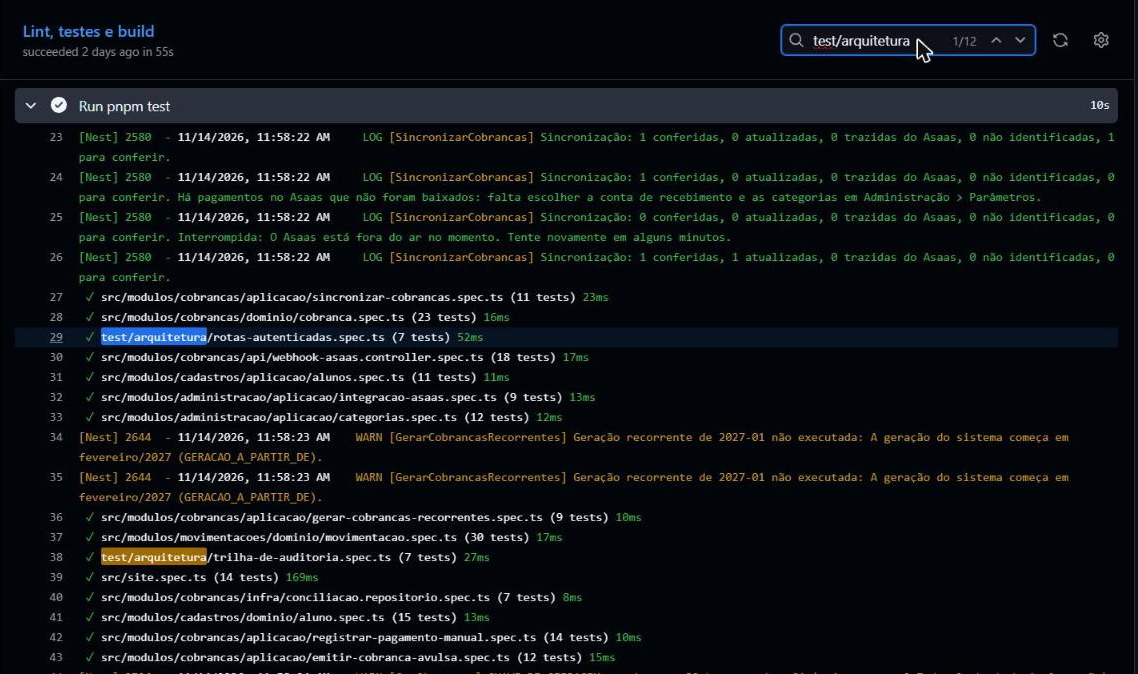 Lint, testes e build
succeeded 2 days ago in 55s
test/arquitetura 1/12
Run pnpm test 10s
23 [Nest] 2580 - 11/14/2026, 11:58:22 AM LOG [SincronizarCobrancas] Sincronização: 1 conferidas, 0 atualizadas, 0 trazidas do Asaas, 0 não identificadas, 1
para conferir.
24 [Nest] 2580 - 11/14/2026, 11:58:22 AM LOG [SincronizarCobrancas] Sincronização: 1 conferidas, 0 atualizadas, 0 trazidas do Asaas, 0 não identificadas, 0
para conferir. Há pagamentos no Asaas que não foram baixados: falta escolher a conta de recebimento e as categorias em Administração > Parâmetros.
25 [Nest] 2580 - 11/14/2026, 11:58:22 AM LOG [SincronizarCobrancas] Sincronização: 0 conferidas, 0 atualizadas, 0 trazidas do Asaas, 0 não identificadas, 0
para conferir. Interrompida: O Asaas está fora do ar no momento. Tente novamente em alguns minutos.
26 [Nest] 2580 - 11/14/2026, 11:58:22 AM LOG [SincronizarCobrancas] Sincronização: 1 conferidas, 1 atualizadas, 0 trazidas do Asaas, 0 não identificadas, 0
para conferir.
27 ✓ src/modulos/cobrancas/aplicacao/sincronizar-cobrancas.spec.ts (11 tests) 23ms
28 ✓ src/modulos/cobrancas/dominio/cobranca.spec.ts (23 tests) 16ms
29 ✓ test/arquitetura/rotas-autenticadas.spec.ts (7 tests) 52ms
30 ✓ src/modulos/cobrancas/api/webhook-asaas.controller.spec.ts (18 tests) 17ms
31 ✓ src/modulos/cadastros/aplicacao/alunos.spec.ts (11 tests) 11ms
32 ✓ src/modulos/administracao/aplicacao/integracao-asaas.spec.ts (9 tests) 13ms
33 ✓ src/modulos/administracao/aplicacao/categorias.spec.ts (12 tests) 12ms
34 [Nest] 2644 - 11/14/2026, 11:58:23 AM WARN [GerarCobrancasRecorrentes] Geração recorrente de 2027-01 não executada: A geração do sistema começa em
fevereiro/2027 (GERACAO_A_PARTIR_DE).
35 [Nest] 2644 - 11/14/2026, 11:58:23 AM WARN [GerarCobrancasRecorrentes] Geração recorrente de 2027-01 não executada: A geração do sistema começa em
fevereiro/2027 (GERACAO_A_PARTIR_DE).
36 ✓ src/modulos/cobrancas/aplicacao/gerar-cobrancas-recorrentes.spec.ts (9 tests) 10ms
37 ✓ src/modulos/movimentacoes/dominio/movimentacao.spec.ts (30 tests) 17ms
38 ✓ test/arquitetura/trilha-de-auditoria.spec.ts (7 tests) 27ms
39 ✓ src/site.spec.ts (14 tests) 169ms
40 ✓ src/modulos/cobrancas/infra/conciliacao.repositorio.spec.ts (7 tests) 8ms
41 ✓ src/modulos/cadastros/dominio/aluno.spec.ts (15 tests) 13ms
42 ✓ src/modulos/cobrancas/aplicacao/registrar-pagamento-manual.spec.ts (14 tests) 10ms
43 ✓ src/modulos/cobrancas/aplicacao/emitir-cobranca-avulsa.spec.ts (12 tests) 15ms